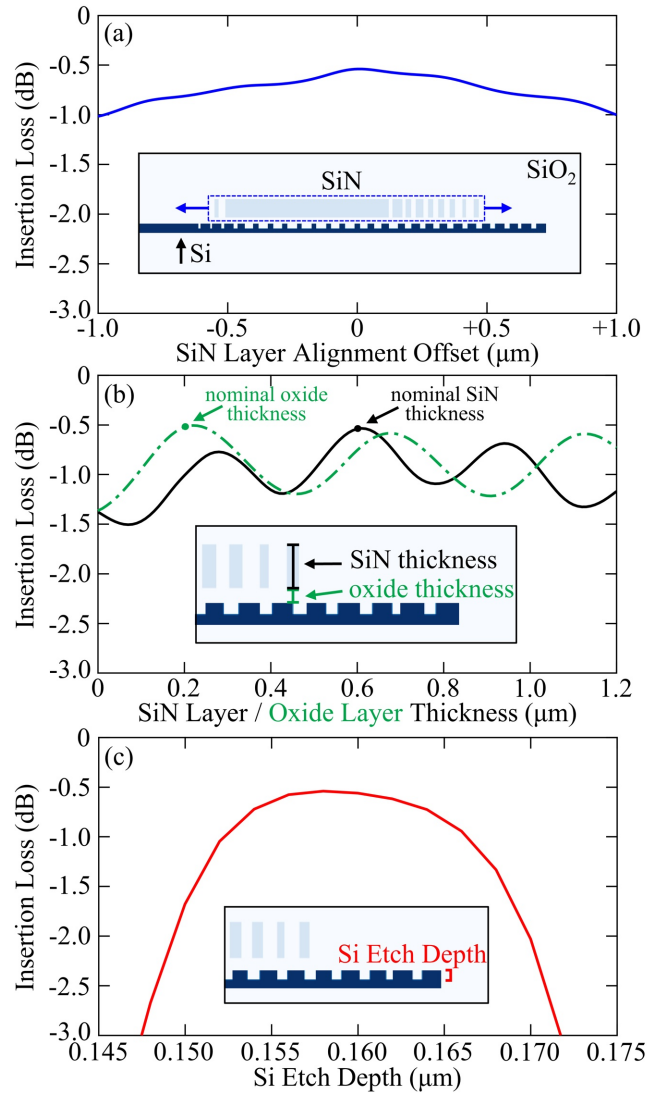 (a)
Insertion Loss (dB)
0
-0.5
-1.0
-1.5
-2.0
-2.5
-3.0
SiN
SiO₂
Si
-1.0 -0.5 0 +0.5 +1.0
SiN Layer Alignment Offset (μm)
(b)
Insertion Loss (dB)
0
-0.5
-1.0
-1.5
-2.0
-2.5
-3.0
nominal oxide
thickness
nominal SiN
thickness
SiN thickness
oxide thickness
0 0.2 0.4 0.6 0.8 1.0 1.2
SiN Layer / Oxide Layer Thickness (μm)
(c)
Insertion Loss (dB)
0
-0.5
-1.0
-1.5
-2.0
-2.5
-3.0
Si Etch Depth
0.145 0.150 0.155 0.160 0.165 0.170 0.175
Si Etch Depth (μm)